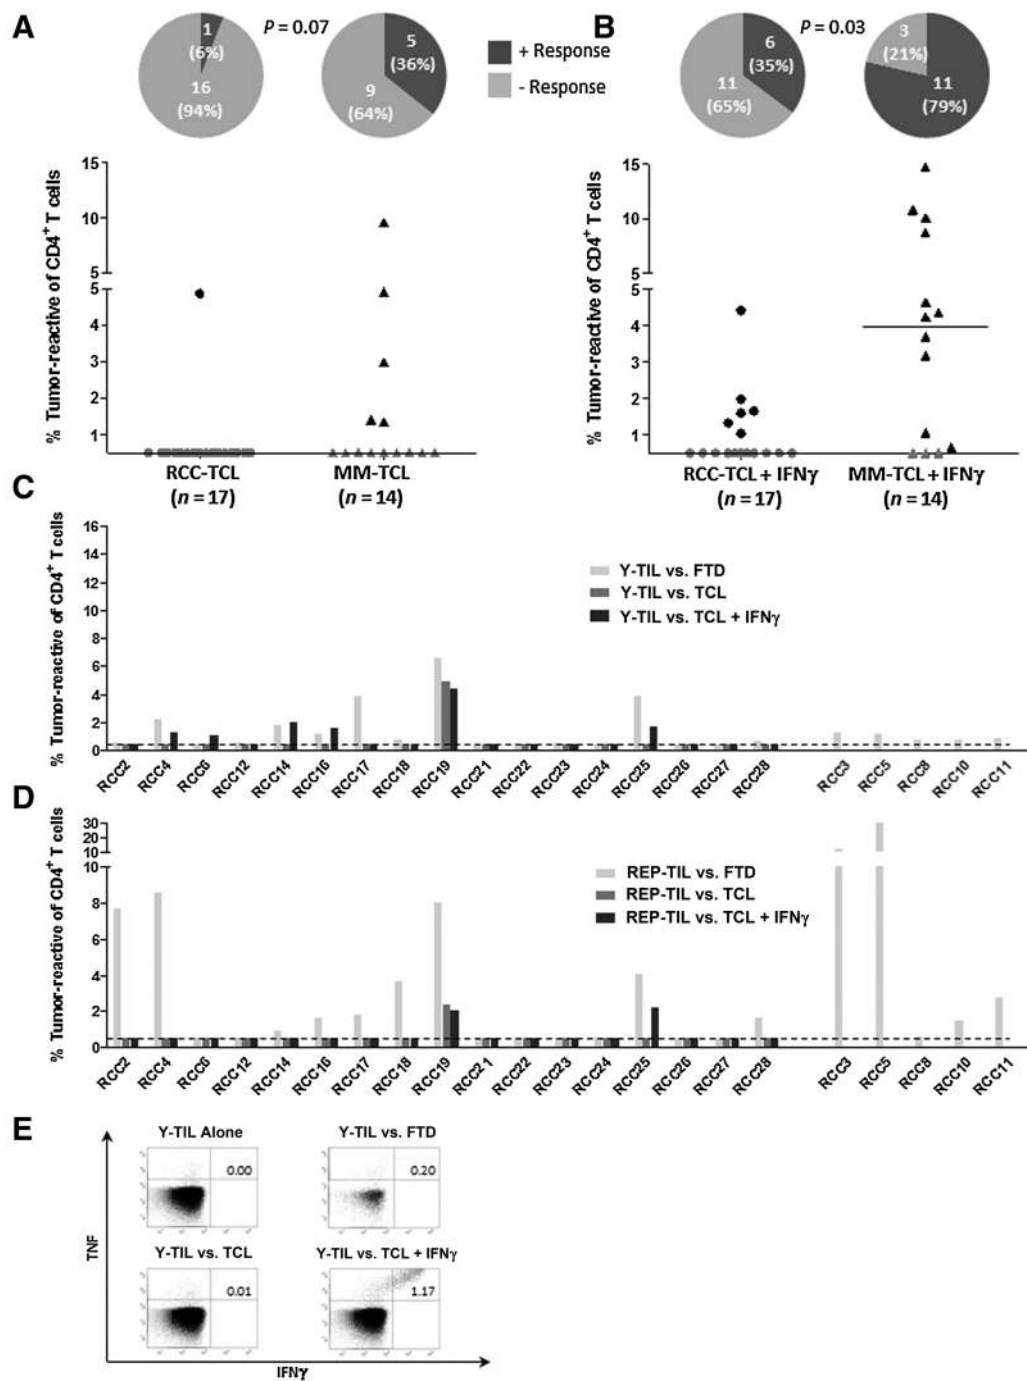 A
1
(6%)
16
(94%)
P = 0.07
5
(36%)
9
(64%)
+ Response
- Response
% Tumor-reactive of CD4⁺ T cells
15
10
5
5
4
3
2
1
RCC-TCL
(n = 17)
MM-TCL
(n = 14)
B
6
(35%)
11
(65%)
P = 0.03
3
(21%)
11
(79%)
% Tumor-reactive of CD4⁺ T cells
15
10
5
5
4
3
2
1
RCC-TCL + IFNγ
(n = 17)
MM-TCL + IFNγ
(n = 14)
C
% Tumor-reactive of CD4⁺ T cells
16
14
12
10
8
6
4
2
0
Y-TIL vs. FTD
Y-TIL vs. TCL
Y-TIL vs. TCL + IFNγ
RCC2 RCC4 RCC6 RCC12 RCC14 RCC16 RCC17 RCC18 RCC19 RCC21 RCC22 RCC23 RCC24 RCC25 RCC26 RCC27 RCC28 RCC3 RCC5 RCC8 RCC10 RCC11
D
% Tumor-reactive of CD4⁺ T cells
30
20
10
10
8
6
4
2
0
REP-TIL vs. FTD
REP-TIL vs. TCL
REP-TIL vs. TCL + IFNγ
RCC2 RCC4 RCC6 RCC12 RCC14 RCC16 RCC17 RCC18 RCC19 RCC21 RCC22 RCC23 RCC24 RCC25 RCC26 RCC27 RCC28 RCC3 RCC5 RCC8 RCC10 RCC11
E
Y-TIL Alone
0.00
Y-TIL vs. FTD
0.20
Y-TIL vs. TCL
0.01
Y-TIL vs. TCL + IFNγ
1.17
TNF
IFNγ